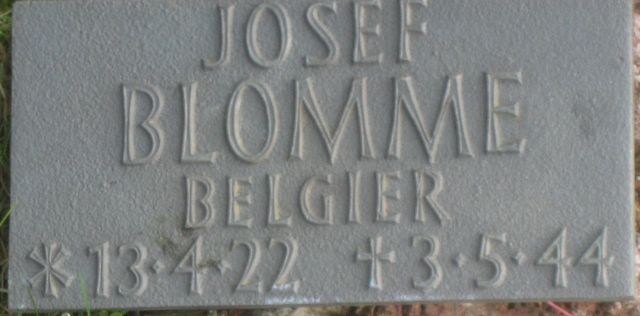 JOSEF
BLOMME
BELGIER
* 13·4·22 † 3·5·44